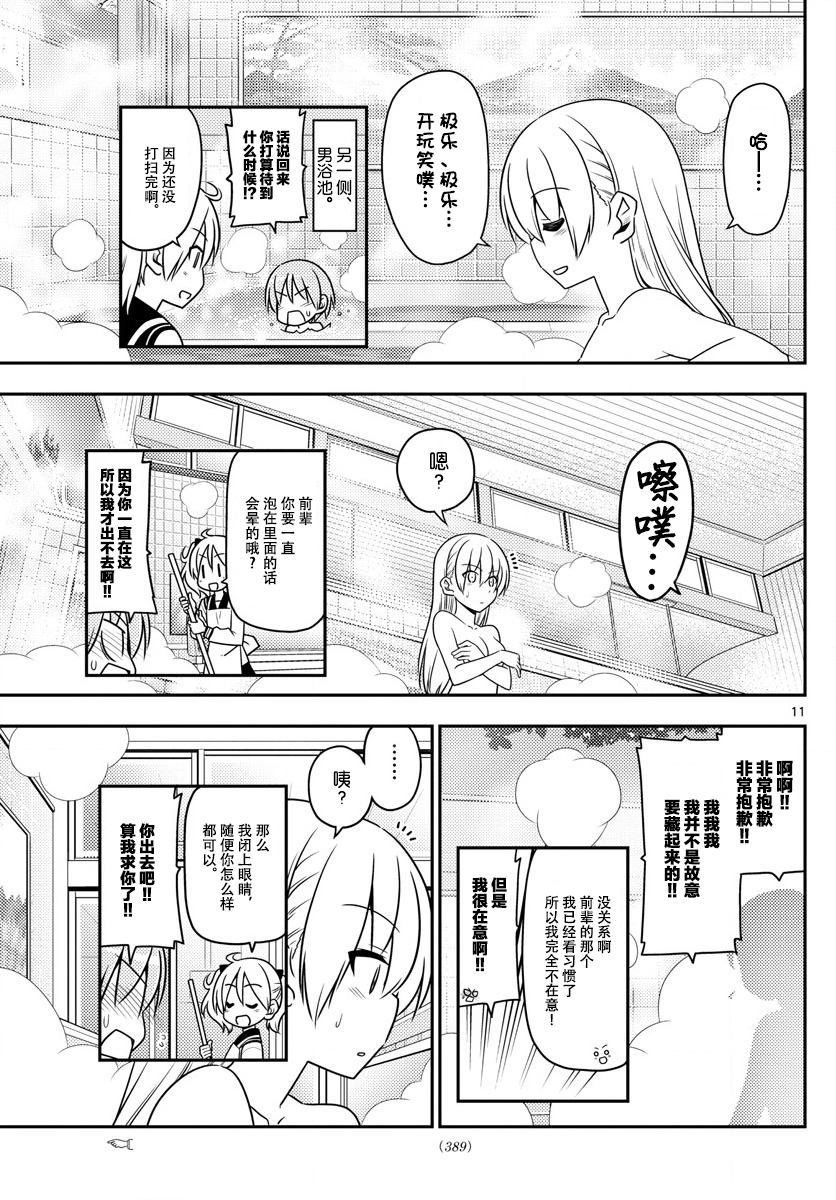 哈—…
极乐、极乐…
开玩笑噗…
另一侧、
男浴池。
话说回来
你打算待到
什么时候!?
因为还没
打扫完啊。
嚓噗…
嗯?
前辈
你要一直
泡在里面的话
会晕的哦?
因为你一直在这
所以我才出不去啊!!
11
啊啊!!
非常抱歉
非常抱歉!!
我我我
我并不是故意
要藏起来的!!
没关系啊
前辈的那个
我已经看习惯了
所以我完全不在意!
但是
我很在意啊!!
……
咦?
那么
我闭上眼睛，
随便你怎么样
都可以。
你出去吧!!
算我求你了!!
(389)